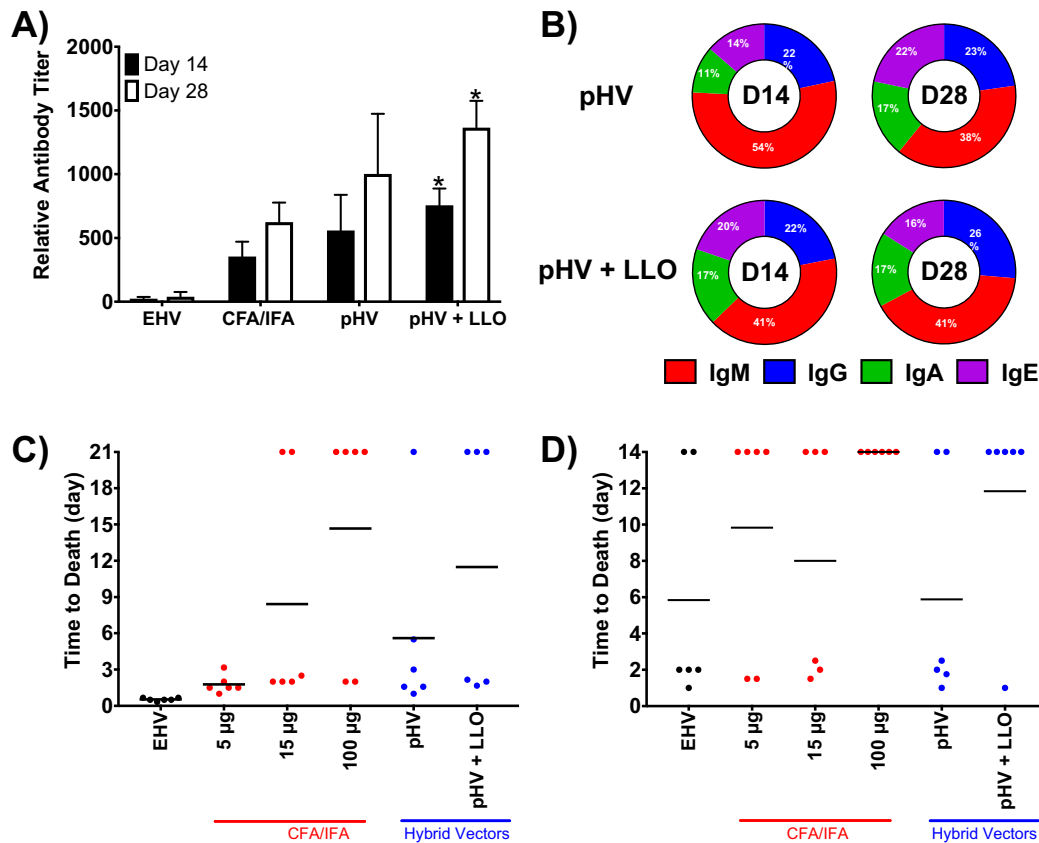 A)
Relative Antibody Titer
2000
1500
1000
500
0
Day 14
Day 28
*
*
EHV CFA/IFA pHV pHV + LLO
B)
pHV
14% 22 %
11%
D14
54%
22% 23%
17%
D28
38%
pHV + LLO
20% 22%
17%
D14
41%
16% 26 %
17%
D28
41%
IgM IgG IgA IgE
C)
Time to Death (day)
21
18
15
12
9
6
3
0
EHV
5 µg
15 µg
100 µg
pHV
pHV + LLO
CFA/IFA Hybrid Vectors
D)
Time to Death (day)
14
12
10
8
6
4
2
0
EHV
5 µg
15 µg
100 µg
pHV
pHV + LLO
CFA/IFA Hybrid Vectors